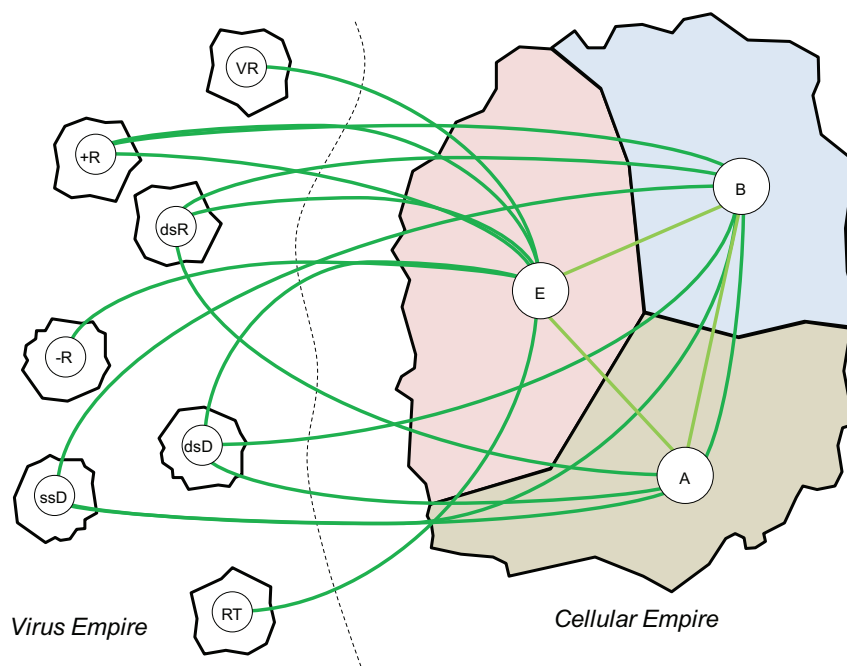 VR
+R
B
dsR
E
-R
dsD
A
ssD
RT
Virus Empire
Cellular Empire